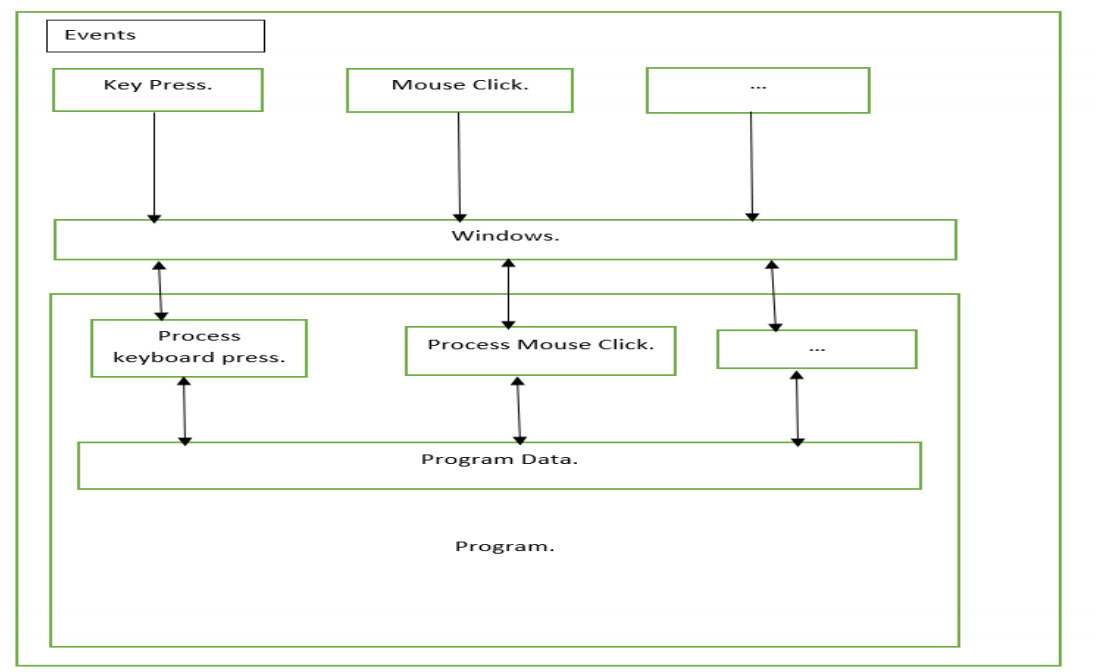 Events
Key Press.
Mouse Click.
...
Windows.
Process
keyboard press.
Process Mouse Click.
...
Program Data.
Program.